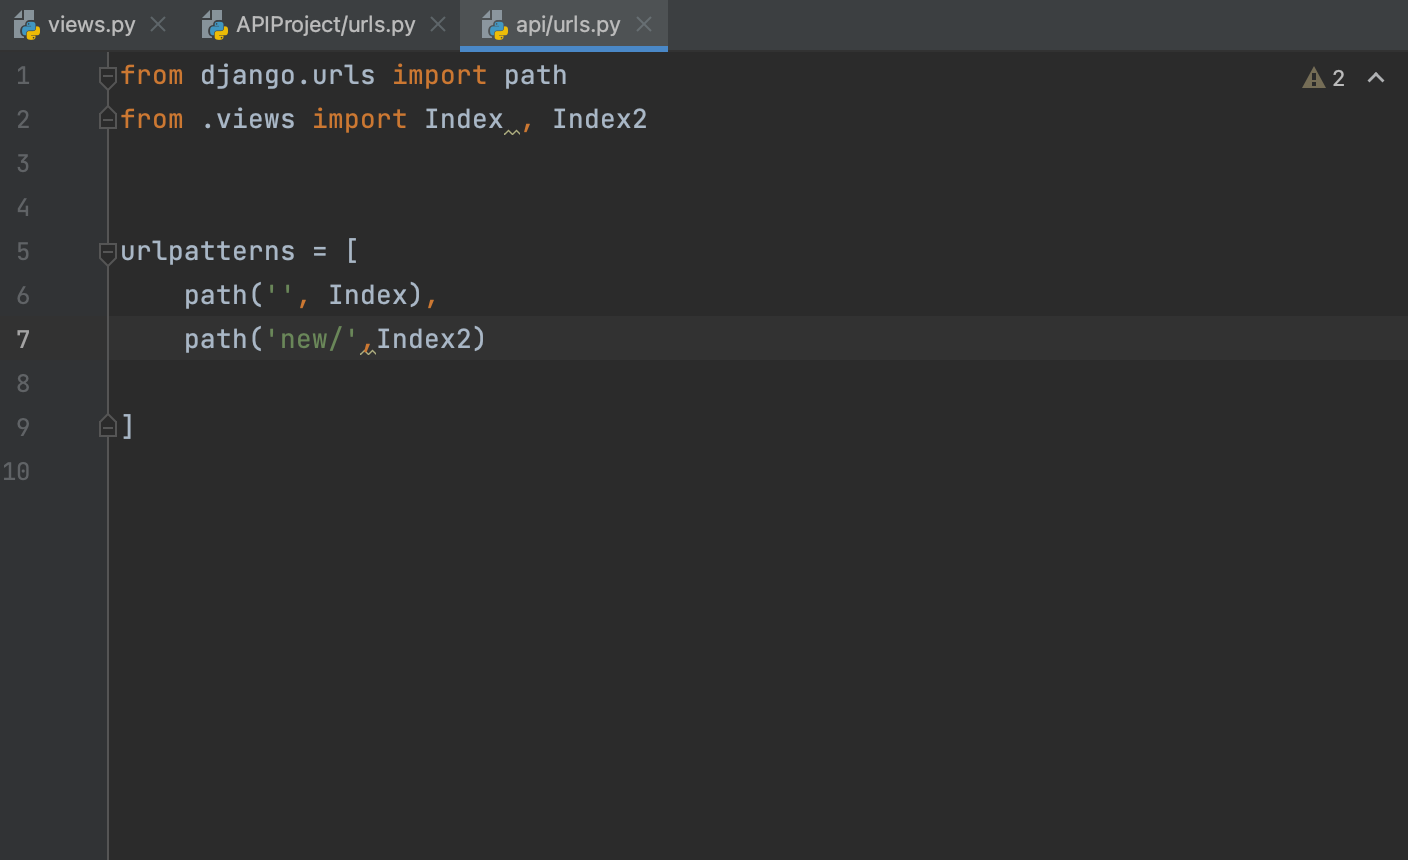 views.py APIProject/urls.py api/urls.py
1 from django.urls import path 2
2 from .views import Index , Index2
3
4
5 urlpatterns = [
6     path('', Index),
7     path('new/',Index2)
8
9 ]
10